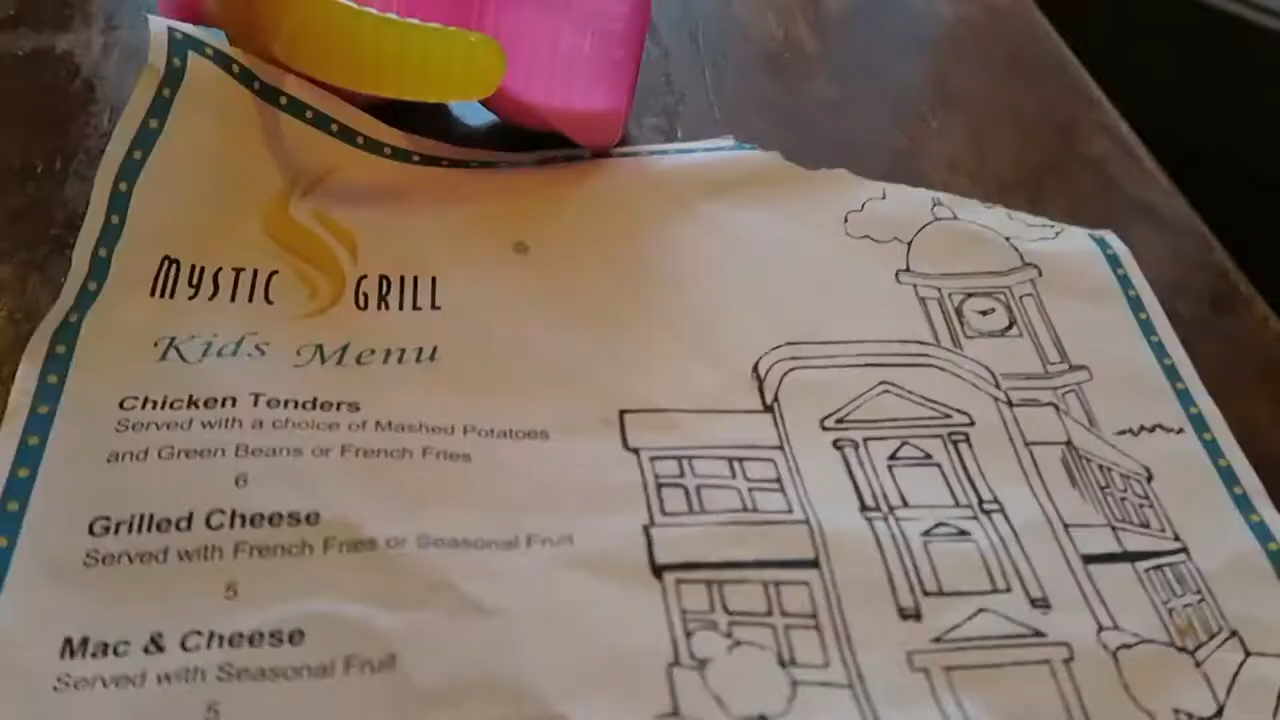 MYSTIC GRILL
Kids Menu
Chicken Tenders
Served with a choice of Mashed Potatoes
and Green Beans or French Fries
6
Grilled Cheese
Served with French Fries or Seasonal Fruit
5
Mac & Cheese
Served with Seasonal Fruit
5